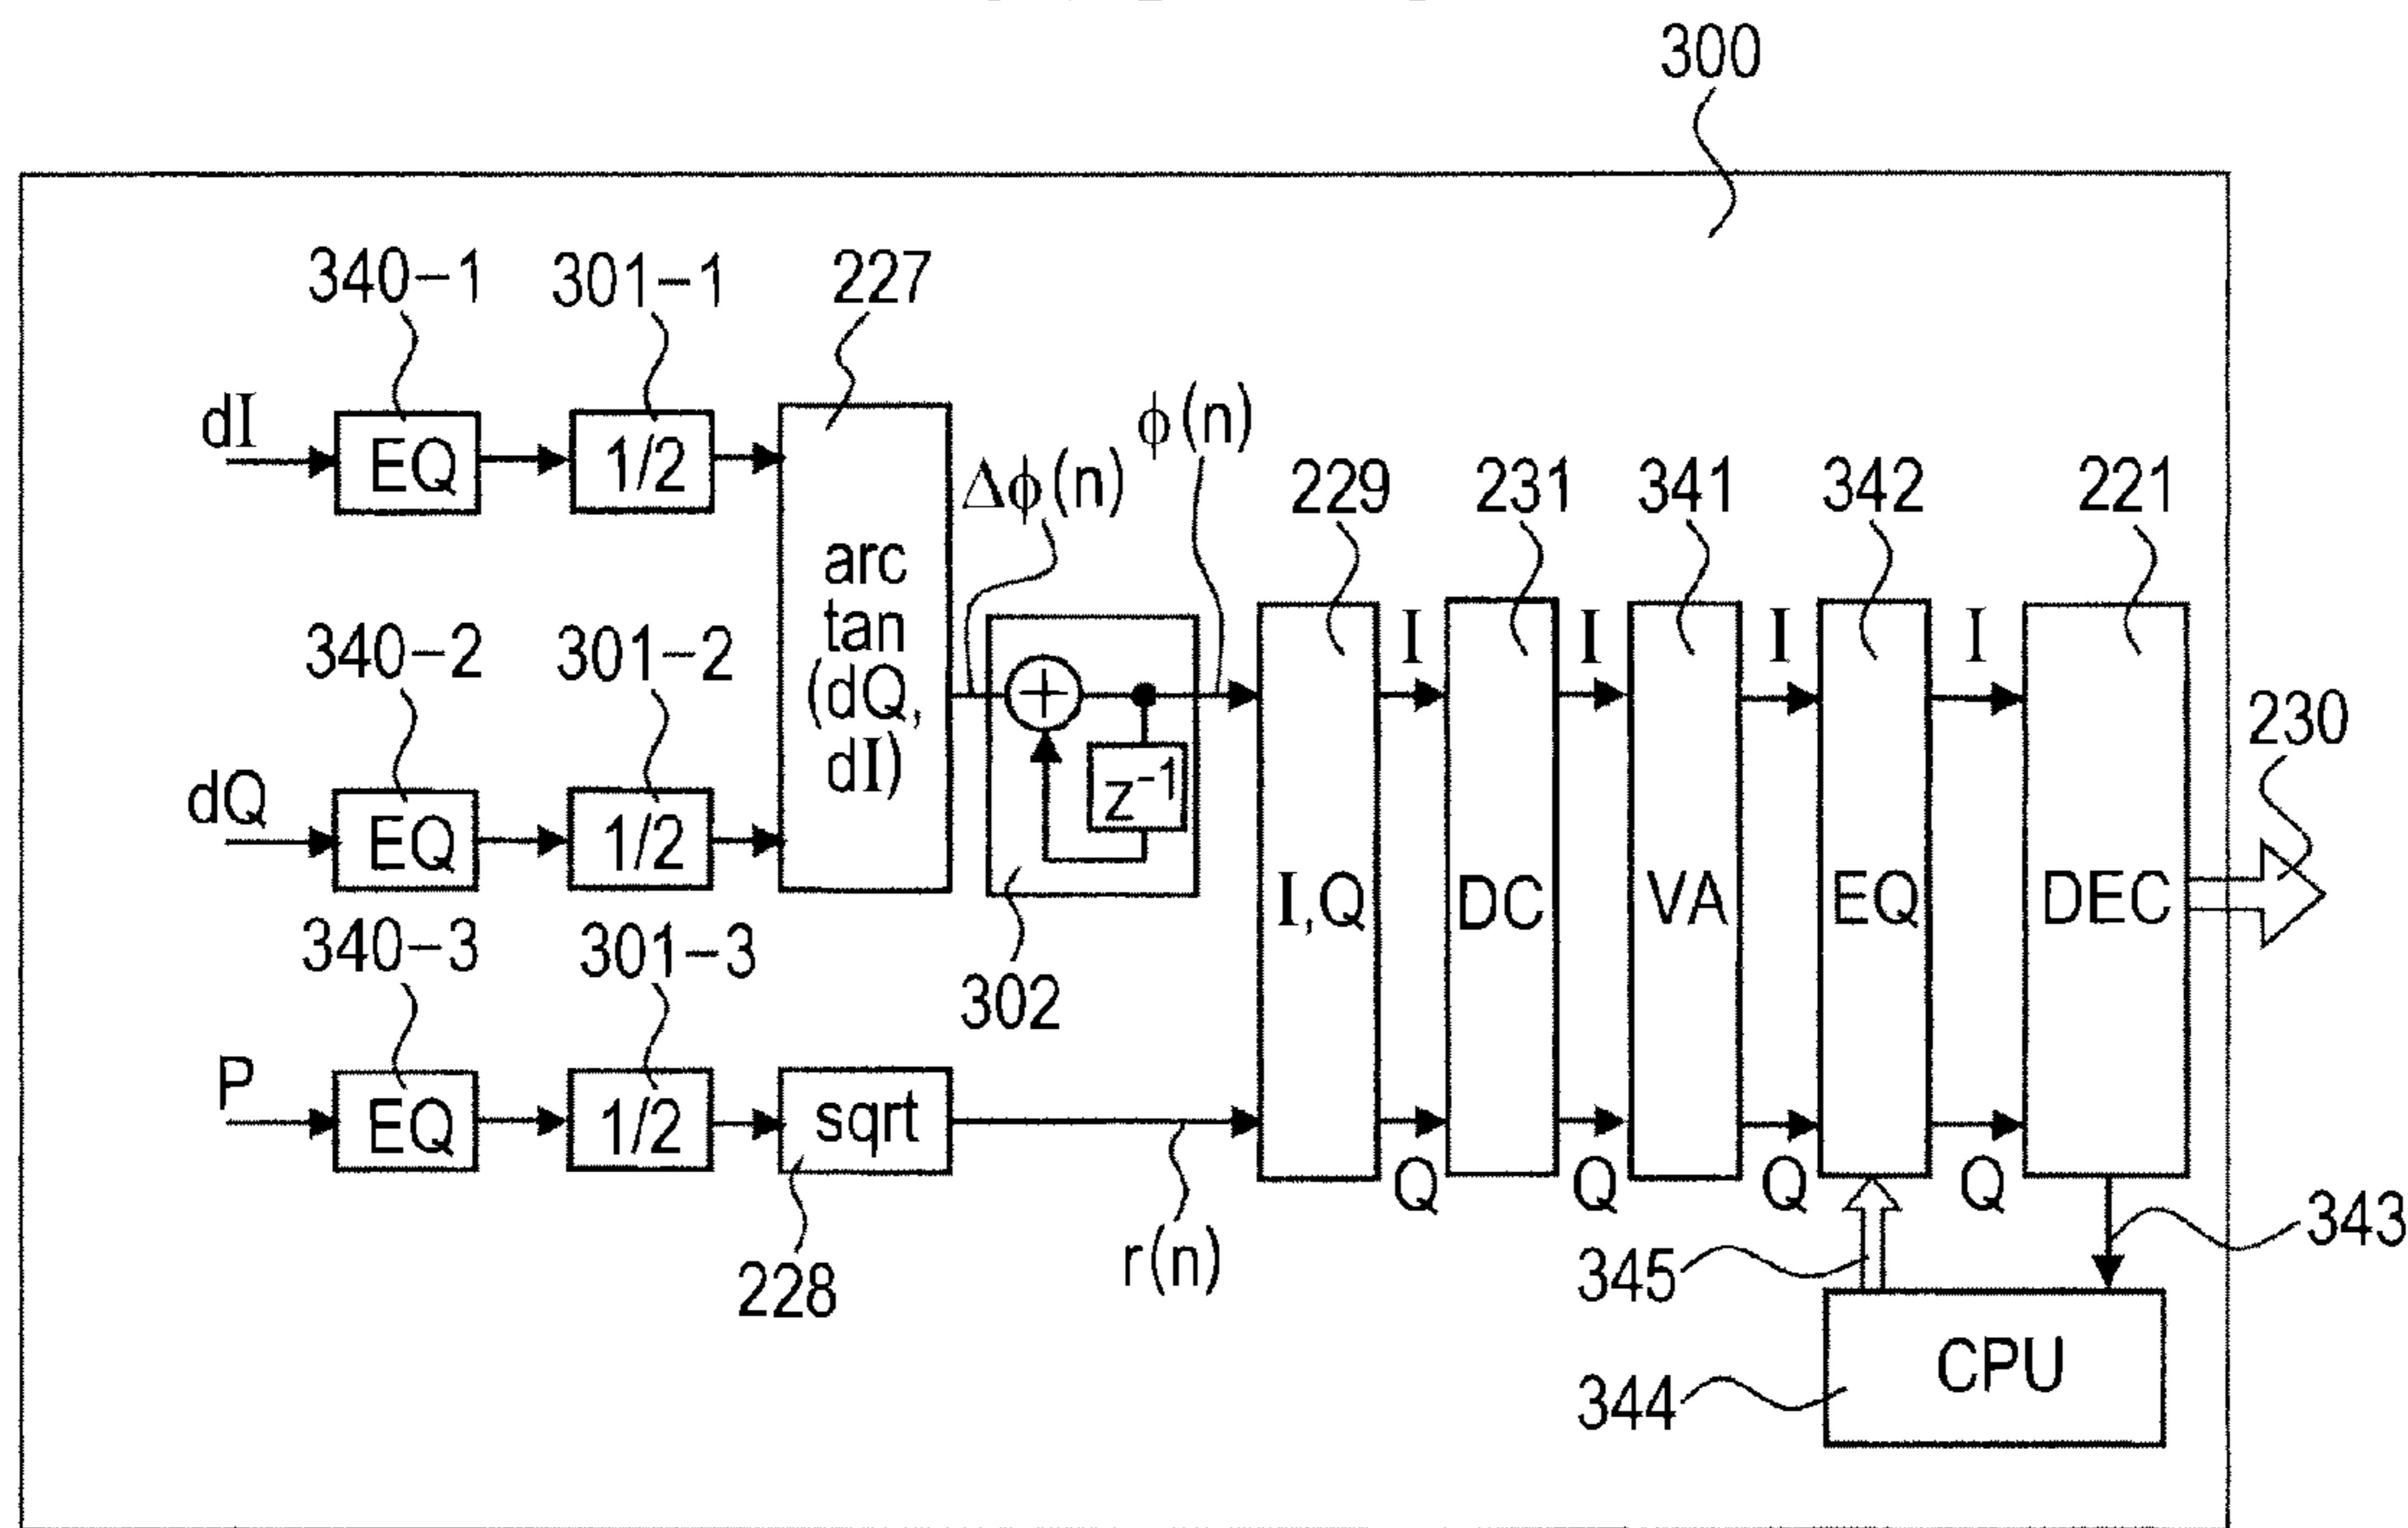 300
340-1
301-1
227
dI
EQ
1/2
Δϕ(n)
ϕ(n)
229
231
341
342
221
arc
tan
(dQ,
dI)
340-2
301-2
I
I
I
I
230
dQ
EQ
1/2
z⁻¹
I,Q
DC
VA
EQ
DEC
340-3
301-3
302
P
EQ
1/2
sqrt
Q
Q
Q
Q
343
228
r(n)
345
344
CPU